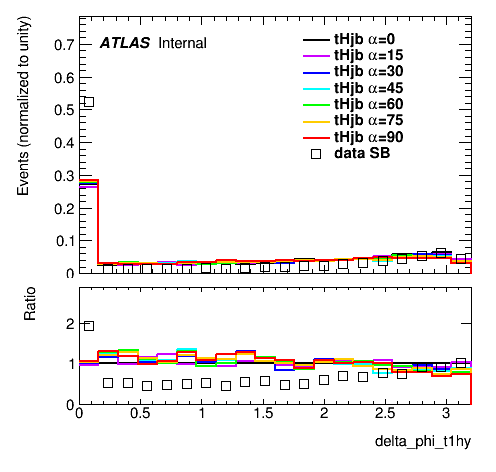 Events (normalized to unity)
ATLAS Internal
tHjb α=0
tHjb α=15
tHjb α=30
tHjb α=45
tHjb α=60
tHjb α=75
tHjb α=90
data SB
0.7
0.6
0.5
0.4
0.3
0.2
0.1
0
Ratio
2
1
0
0 0.5 1 1.5 2 2.5 3
delta_phi_t1hy